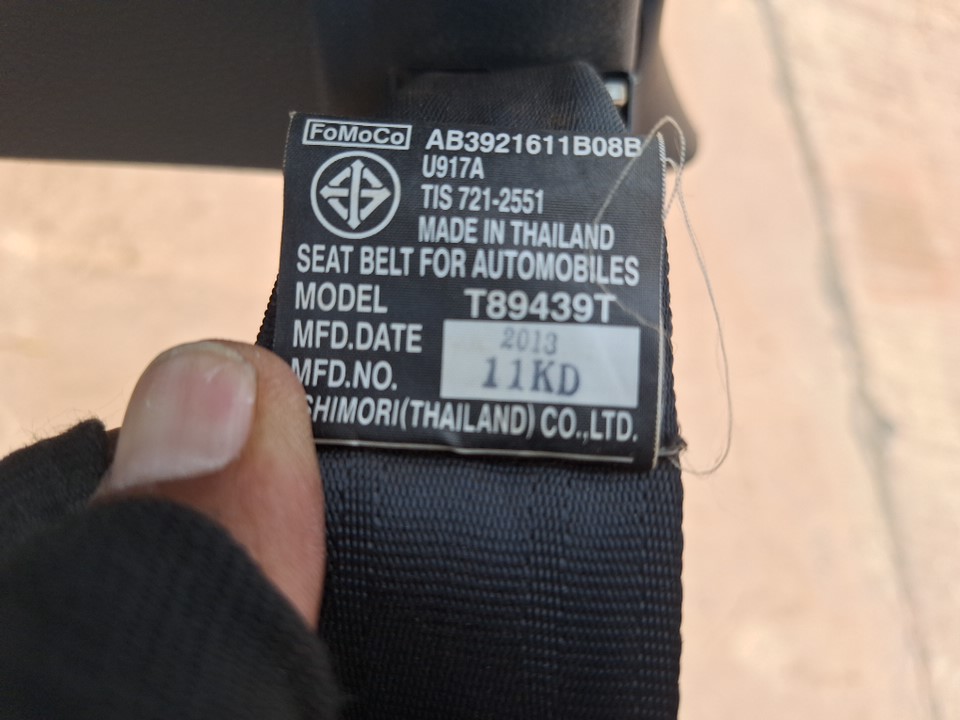 FoMoCo AB3921611B08B
U917A
TIS 721-2551
MADE IN THAILAND
SEAT BELT FOR AUTOMOBILES
MODEL T89439T
MFD.DATE 2013
MFD.NO. 11KD
SHIMORI(THAILAND) CO.,LTD.